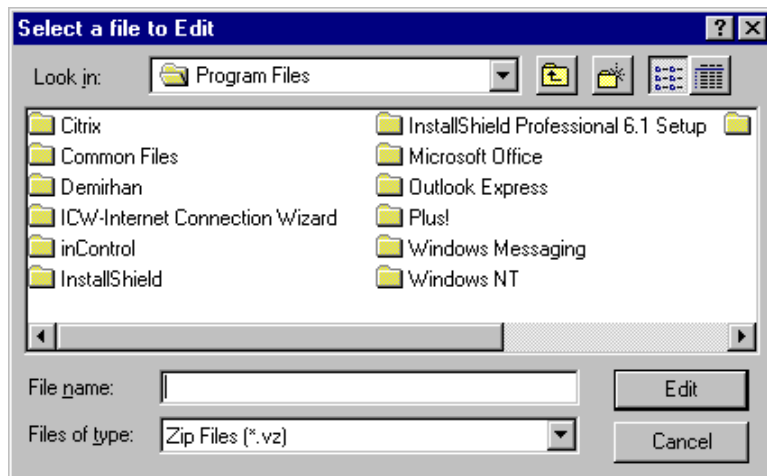 Select a file to Edit
Look in: Program Files
Citrix
Common Files
Demirhan
ICW-Internet Connection Wizard
inControl
InstallShield
InstallShield Professional 6.1 Setup
Microsoft Office
Outlook Express
Plus!
Windows Messaging
Windows NT
File name:
Edit
Files of type: Zip Files (*.vz)
Cancel